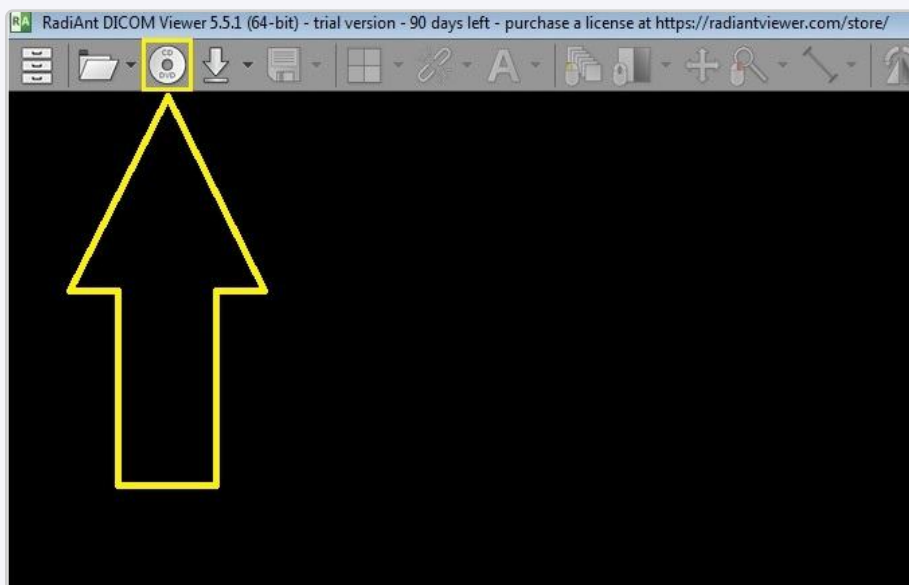 RA RadiAnt DICOM Viewer 5.5.1 (64-bit) - trial version - 90 days left - purchase a license at https://radiantviewer.com/store/
CD
DVD
A